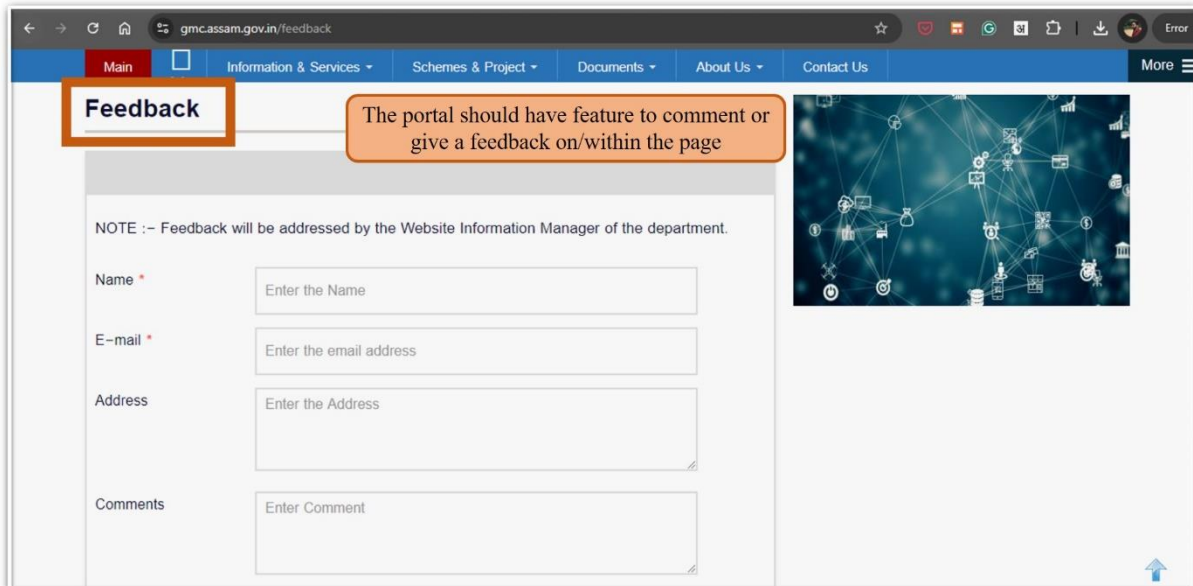 gmc.assam.gov.in/feedback
Error
Main
Information & Services
Schemes & Project
Documents
About Us
Contact Us
More
Feedback
The portal should have feature to comment or
give a feedback on/within the page
NOTE :– Feedback will be addressed by the Website Information Manager of the department.
Name *
Enter the Name
E–mail *
Enter the email address
Address
Enter the Address
Comments
Enter Comment